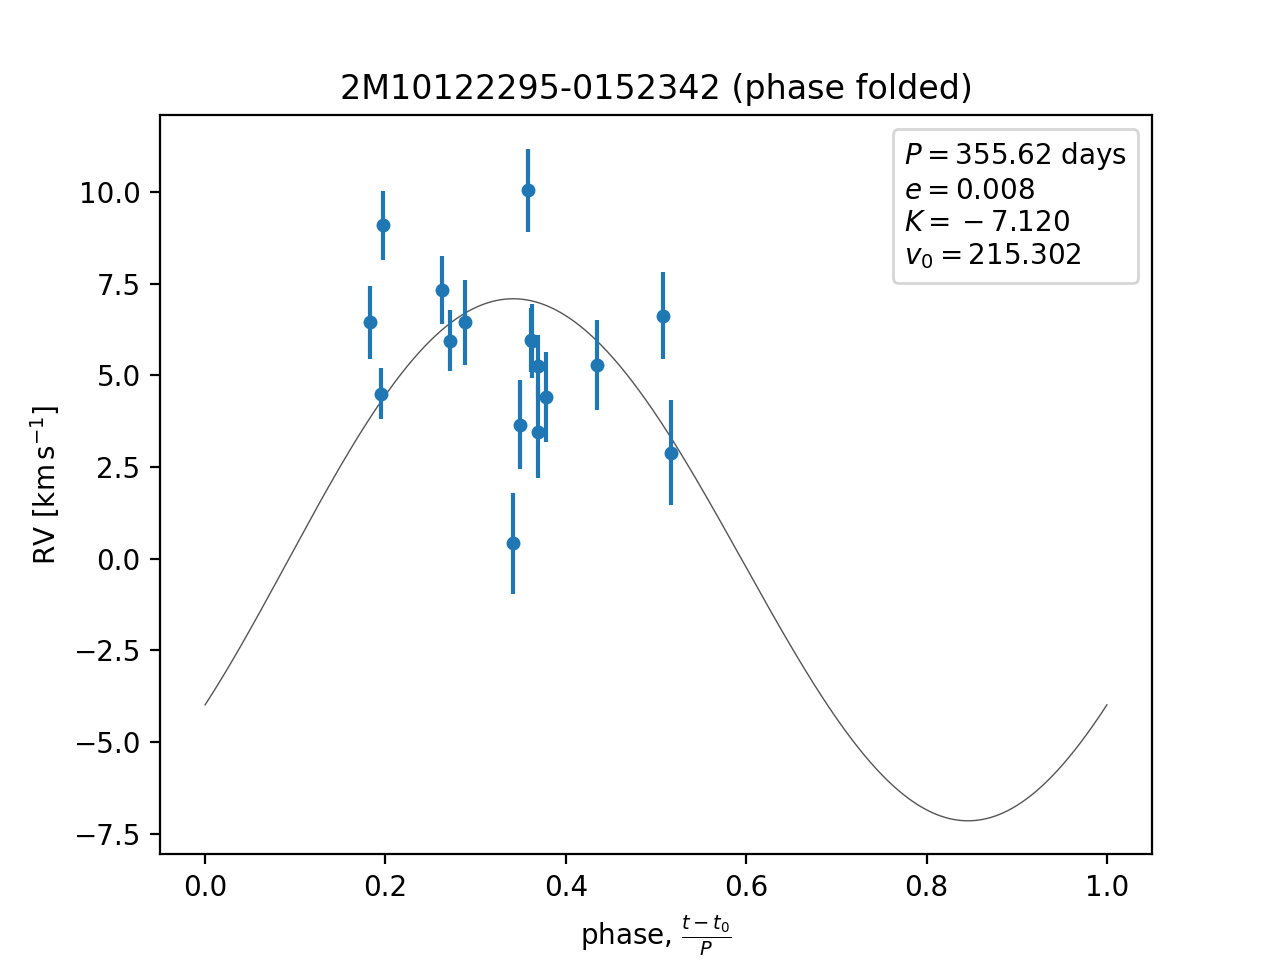 2M10122295-0152342 (phase folded)
P = 355.62 days
e = 0.008
K = −7.120
v₀ = 215.302
RV [km s⁻¹]
10.0
7.5
5.0
2.5
0.0
−2.5
−5.0
−7.5
0.0 0.2 0.4 0.6 0.8 1.0
phase, (t − t₀)/P